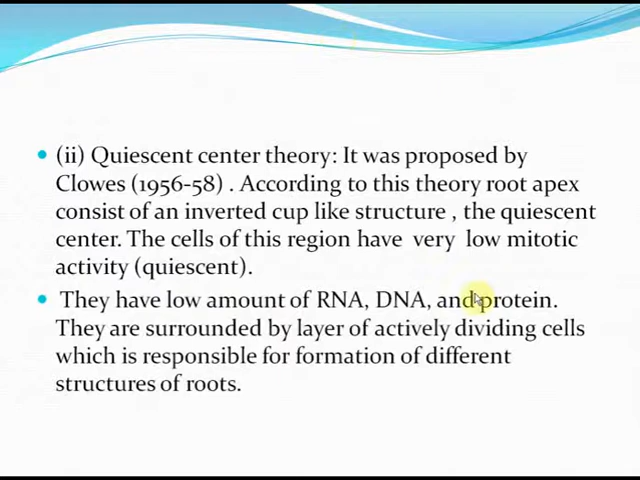 • (ii) Quiescent center theory: It was proposed by
Clowes (1956-58) . According to this theory root apex
consist of an inverted cup like structure , the quiescent
center. The cells of this region have very low mitotic
activity (quiescent).
• They have low amount of RNA, DNA, and protein.
They are surrounded by layer of actively dividing cells
which is responsible for formation of different
structures of roots.